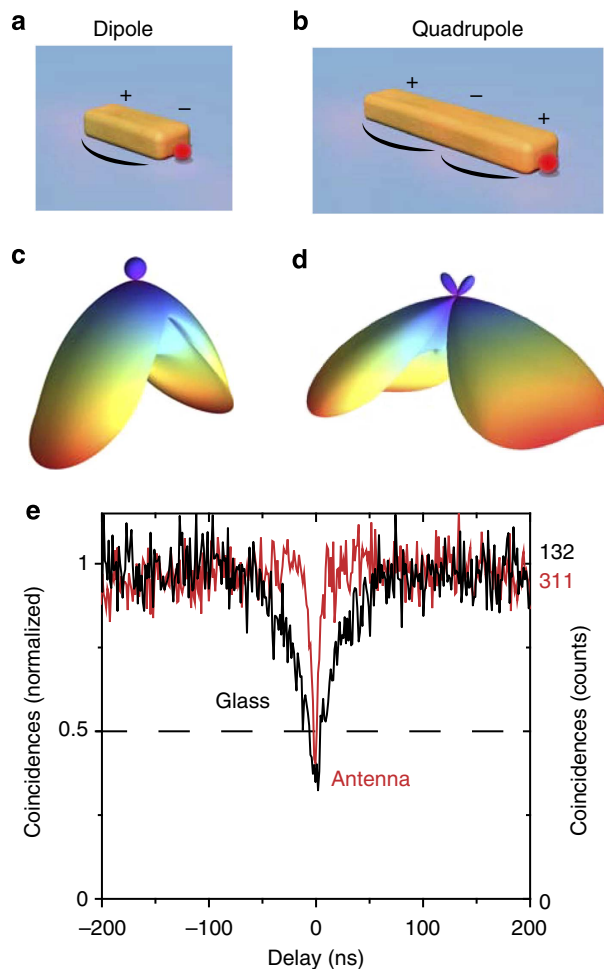 a Dipole
+ –
b Quadrupole
+ – +
c
d
e
Coincidences (normalized)
1
0.5
0
132
311
0
Coincidences (counts)
Glass
Antenna
–200 –100 0 100 200
Delay (ns)